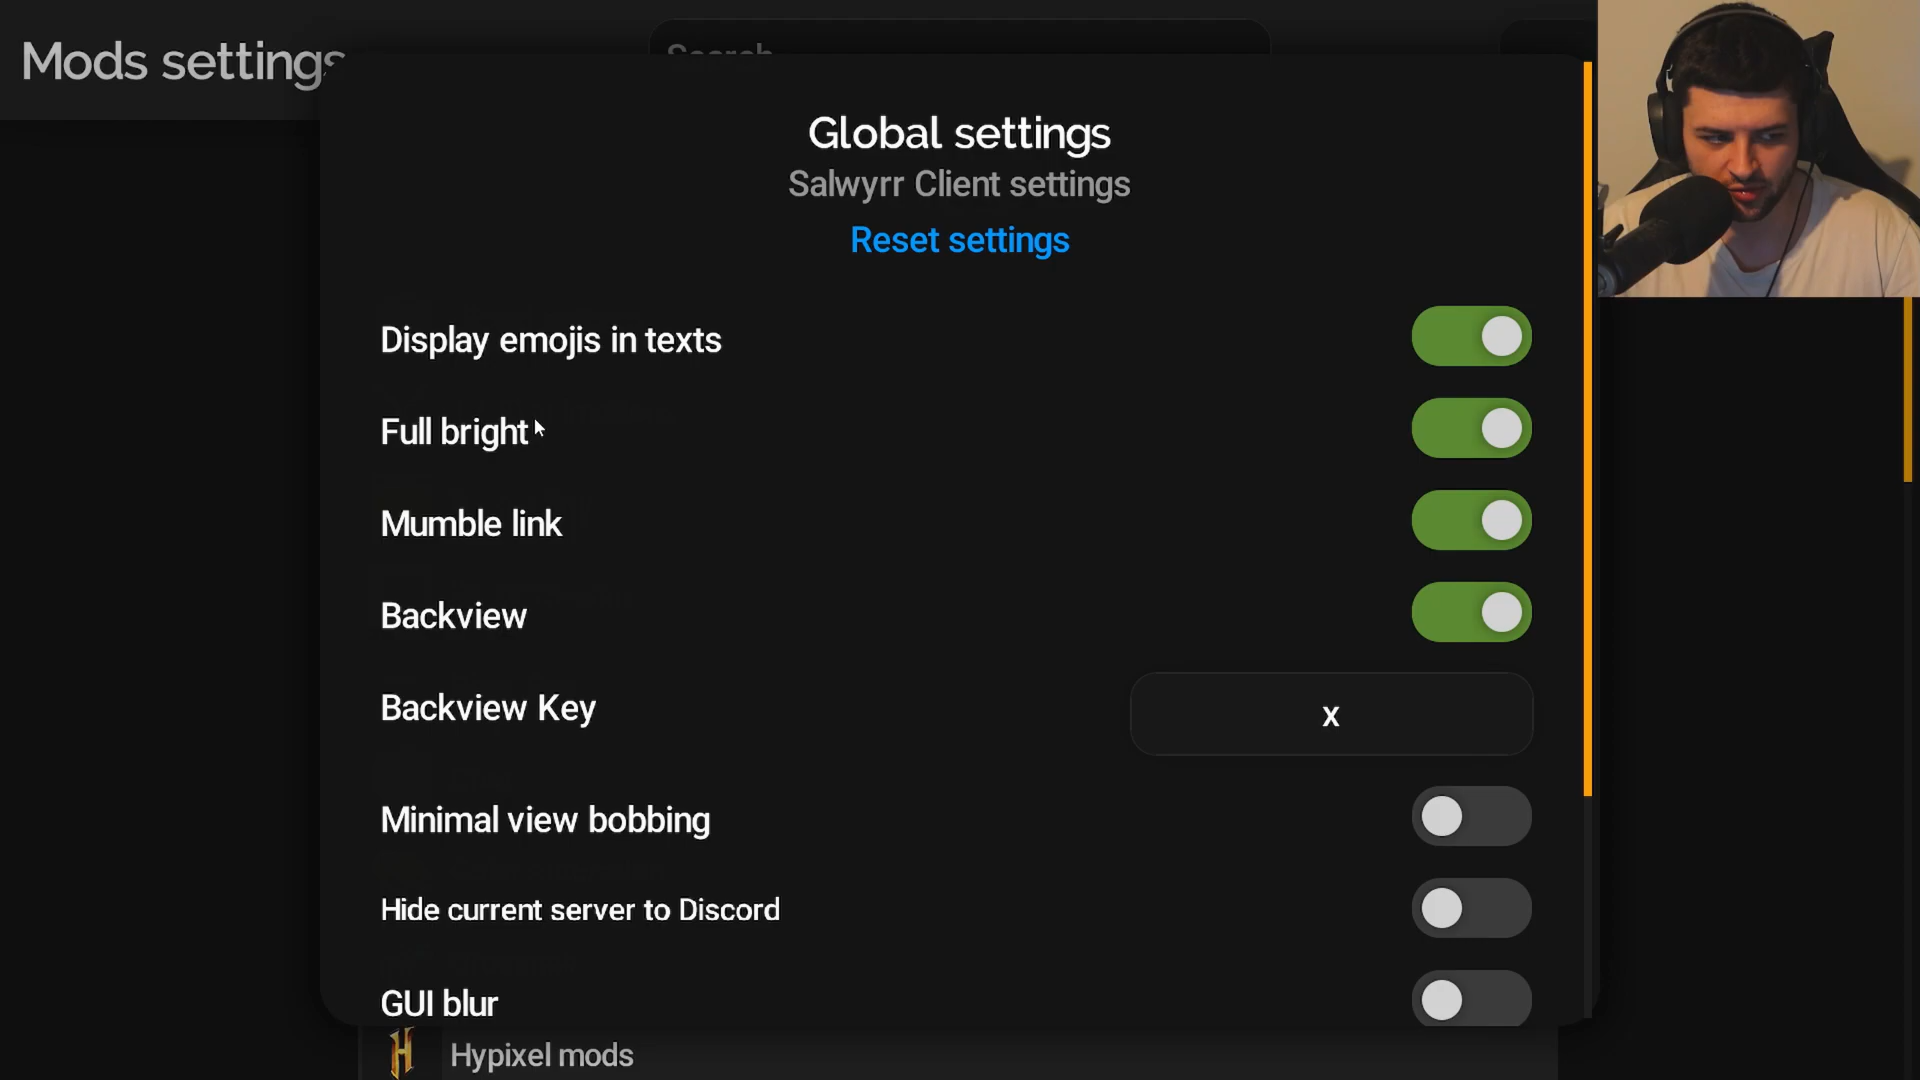 Mods settings
Search
Global settings
Salwyrr Client settings
Reset settings
Display emojis in texts
Full bright
Mumble link
Backview
Backview Key
X
Minimal view bobbing
Hide current server to Discord
GUI blur
Hypixel mods